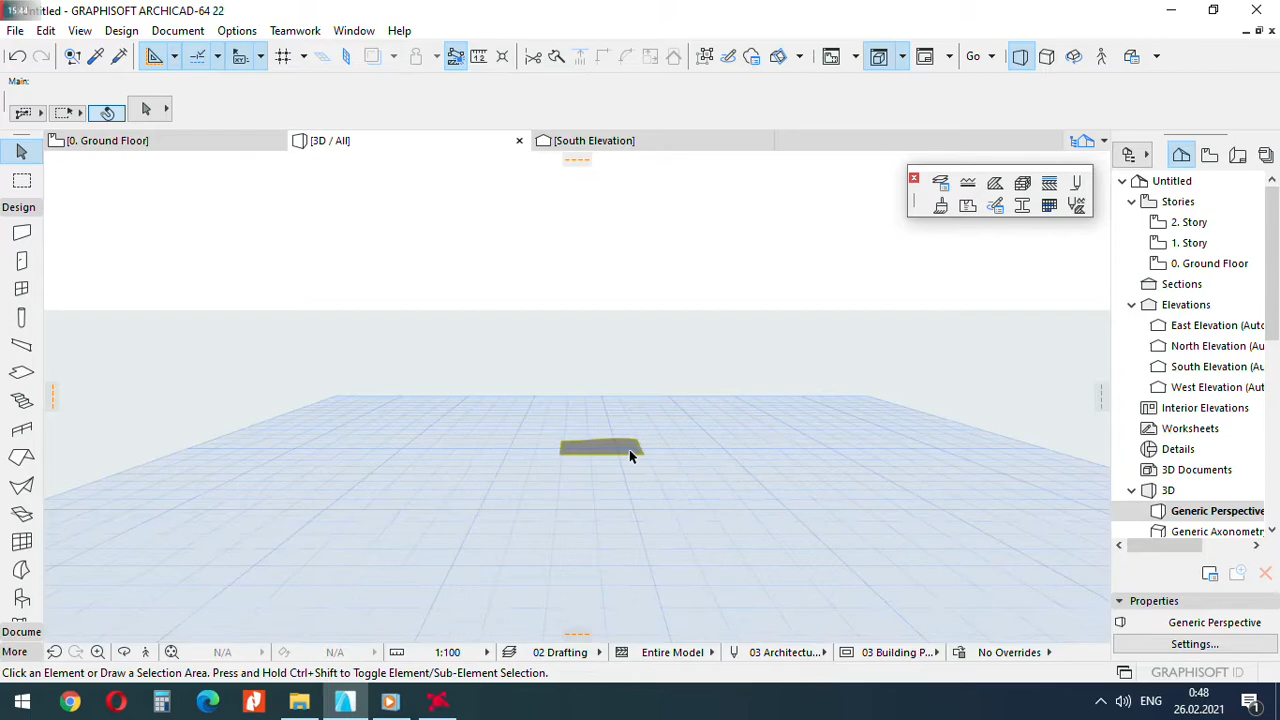 15:44
Untitled - GRAPHISOFT ARCHICAD-64 22
File Edit View Design Document Options Teamwork Window Help
Go
Main:
[0. Ground Floor]
[3D / All]
[South Elevation]
Untitled
Design
Stories
2. Story
1. Story
0. Ground Floor
Sections
Elevations
East Elevation (Auto
North Elevation (Au
South Elevation (Au
West Elevation (Auto
Interior Elevations
Worksheets
Details
3D Documents
3D
Generic Perspective
Generic Axonometr
Properties
Docume
Generic Perspective
More
N/A
N/A
1:100
02 Drafting
Entire Model
03 Architectu...
03 Building P...
No Overrides
Settings...
Click an Element or Draw a Selection Area. Press and Hold Ctrl+Shift to Toggle Element/Sub-Element Selection.
GRAPHISOFT ID
ENG
0:48
26.02.2021
1